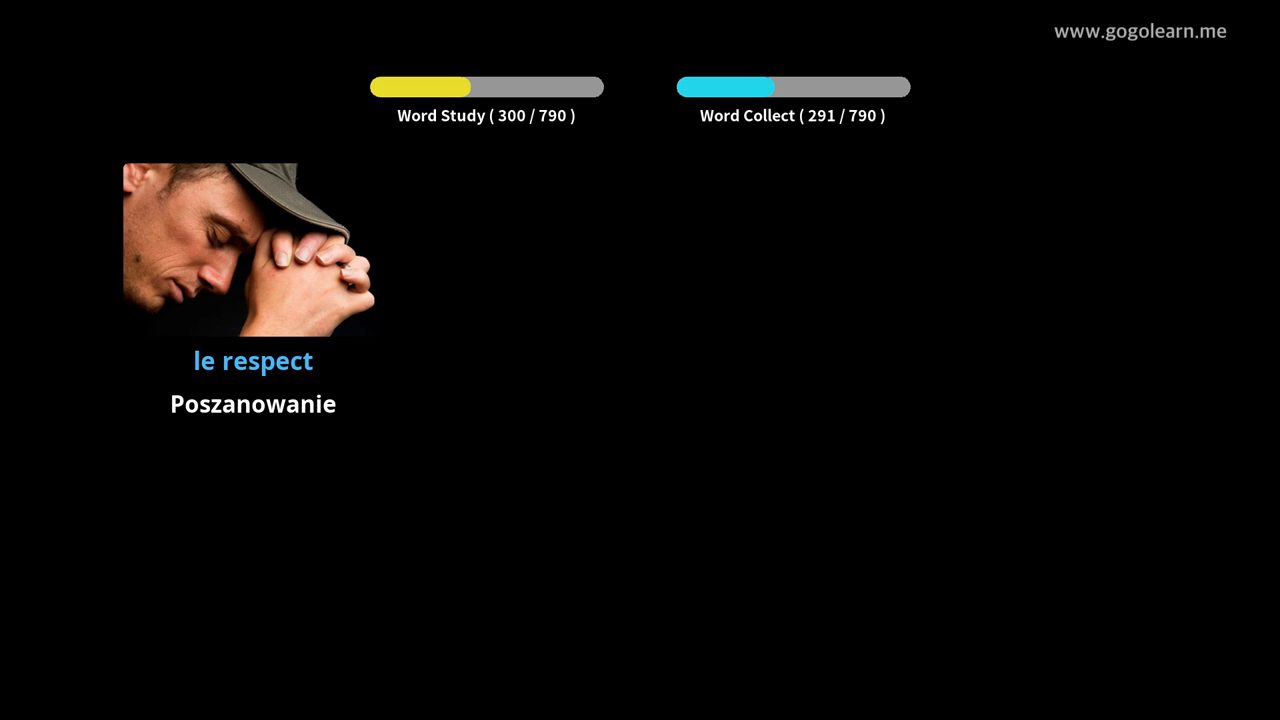 www.gogolearn.me
Word Study ( 300 / 790 )
Word Collect ( 291 / 790 )
le respect
Poszanowanie